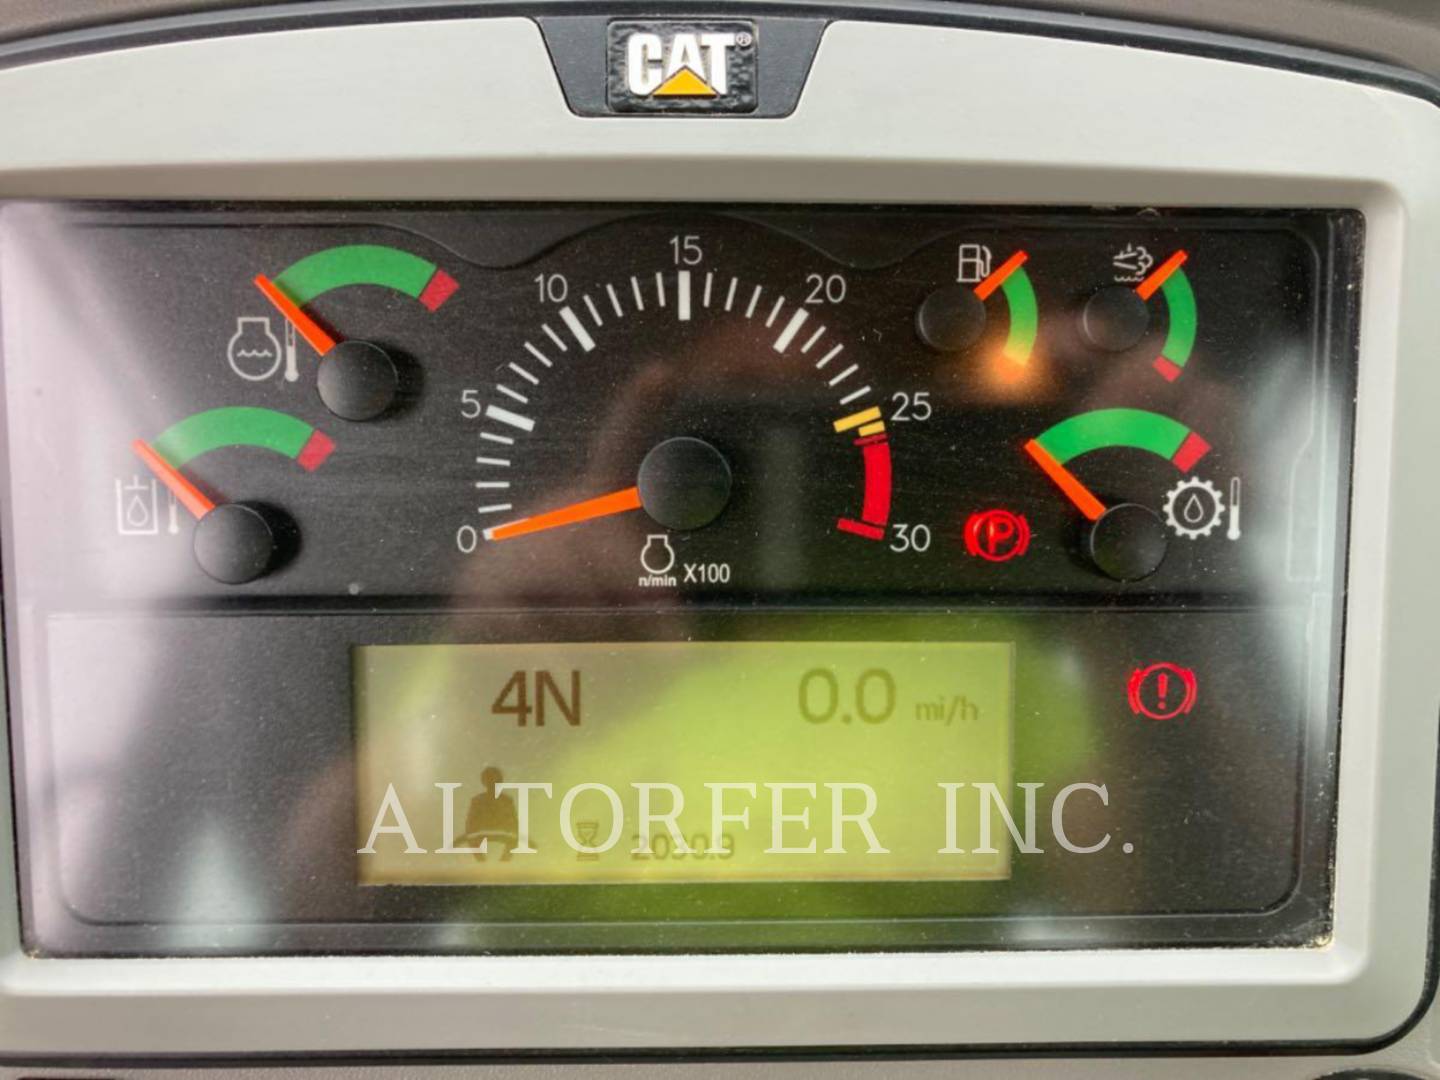 CAT®
15
10
20
5
25
0
30
n/min X100
P
4N 0.0 mi/h
ALTORFER INC.